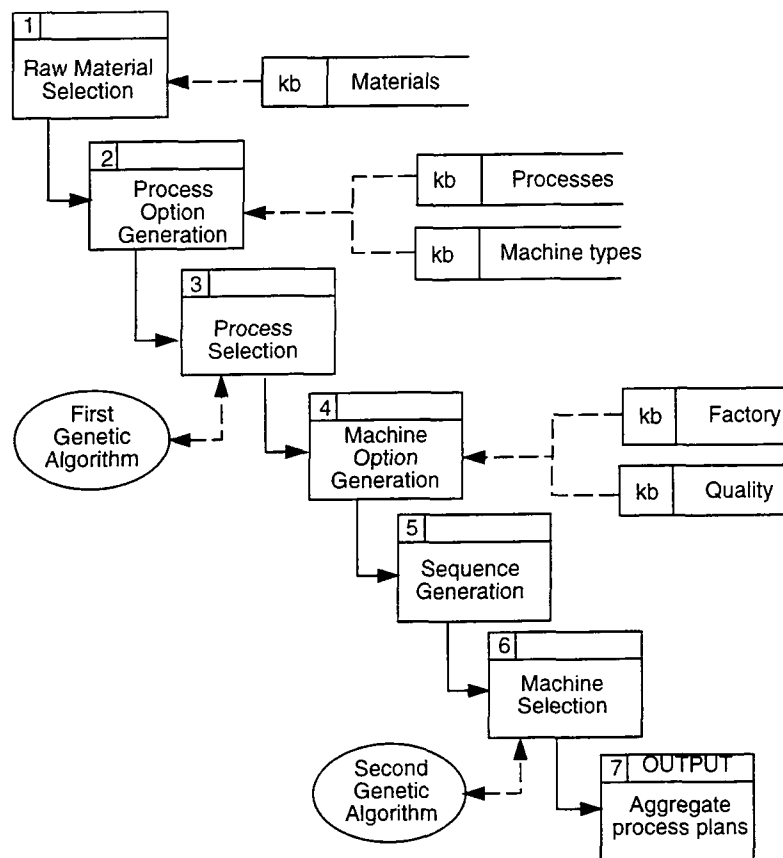 1
Raw Material
Selection
kb Materials
2
Process
Option
Generation
kb Processes
kb Machine types
3
Process
Selection
First
Genetic
Algorithm
4
Machine
Option
Generation
kb Factory
kb Quality
5
Sequence
Generation
6
Machine
Selection
Second
Genetic
Algorithm
7 OUTPUT
Aggregate
process plans